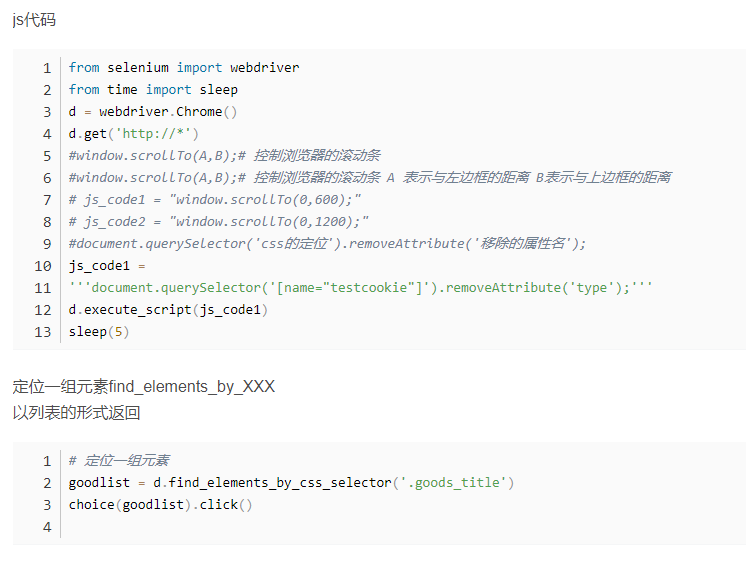 js代码
1 from selenium import webdriver
2 from time import sleep
3 d = webdriver.Chrome()
4 d.get('http://*')
5 #window.scrollTo(A,B);# 控制浏览器的滚动条
6 #window.scrollTo(A,B);# 控制浏览器的滚动条 A 表示与左边框的距离 B表示与上边框的距离
7 # js_code1 = "window.scrollTo(0,600);"
8 # js_code2 = "window.scrollTo(0,1200);"
9 #document.querySelector('css的定位').removeAttribute('移除的属性名');
10 js_code1 =
11 '''document.querySelector('[name="testcookie"]').removeAttribute('type');'''
12 d.execute_script(js_code1)
13 sleep(5)
定位一组元素find_elements_by_XXX
以列表的形式返回
1 # 定位一组元素
2 goodlist = d.find_elements_by_css_selector('.goods_title')
3 choice(goodlist).click()
4